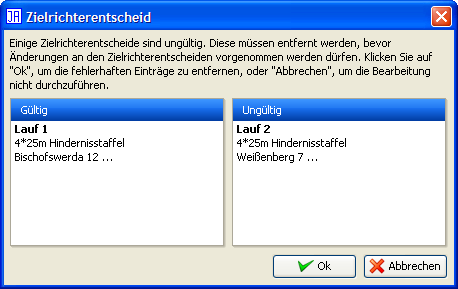 JA Zielrichterentscheid
Einige Zielrichterentscheide sind ungültig. Diese müssen entfernt werden, bevor
Änderungen an den Zielrichterentscheiden vorgenommen werden dürfen. Klicken Sie auf
"Ok", um die fehlerhaften Einträge zu entfernen, oder "Abbrechen", um die Bearbeitung
nicht durchzuführen.
Gültig
Lauf 1
4*25m Hindernisstaffel
Bischofswerda 12 ...
Ungültig
Lauf 2
4*25m Hindernisstaffel
Weißenberg 7 ...
Ok
Abbrechen